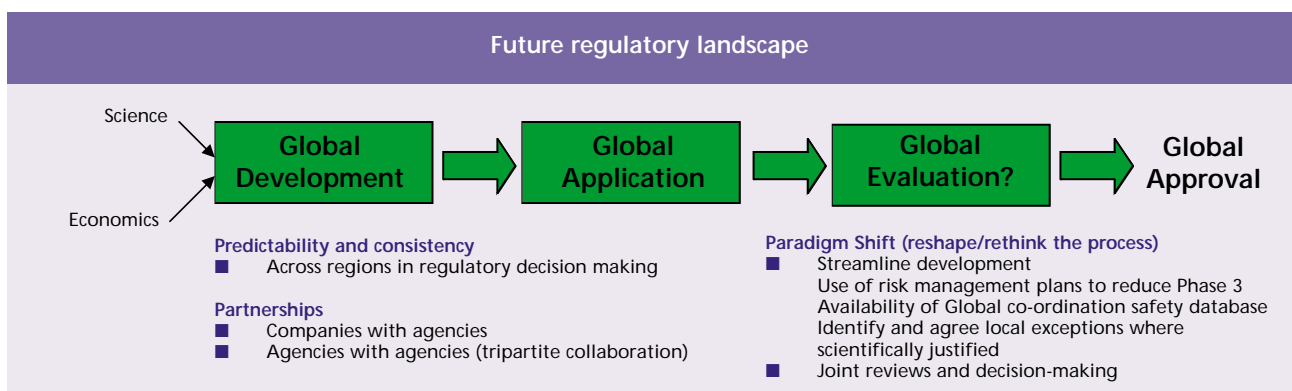 Future regulatory landscape
Science
Economics
Global
Development
Global
Application
Global
Evaluation?
Global
Approval
Predictability and consistency
■ Across regions in regulatory decision making
Partnerships
■ Companies with agencies
■ Agencies with agencies (tripartite collaboration)
Paradigm Shift (reshape/rethink the process)
■ Streamline development
Use of risk management plans to reduce Phase 3
Availability of Global co-ordination safety database
Identify and agree local exceptions where
scientifically justified
■ Joint reviews and decision-making